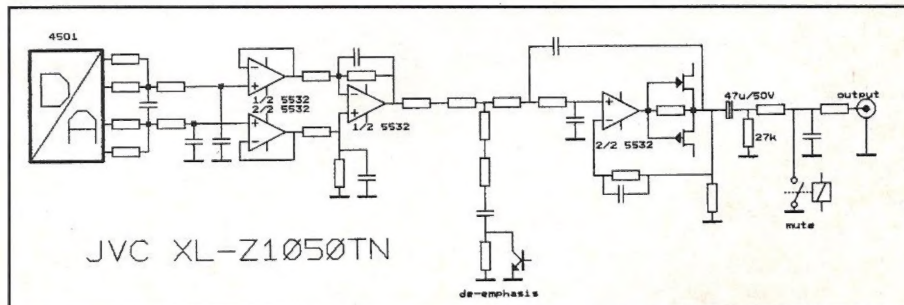 4501
D
A
1/2 5532
2/2 5532
1/2 5532
2/2 5532
47u/50V
27k
output
mute
de-emphasis
JVC XL-Z1050TN